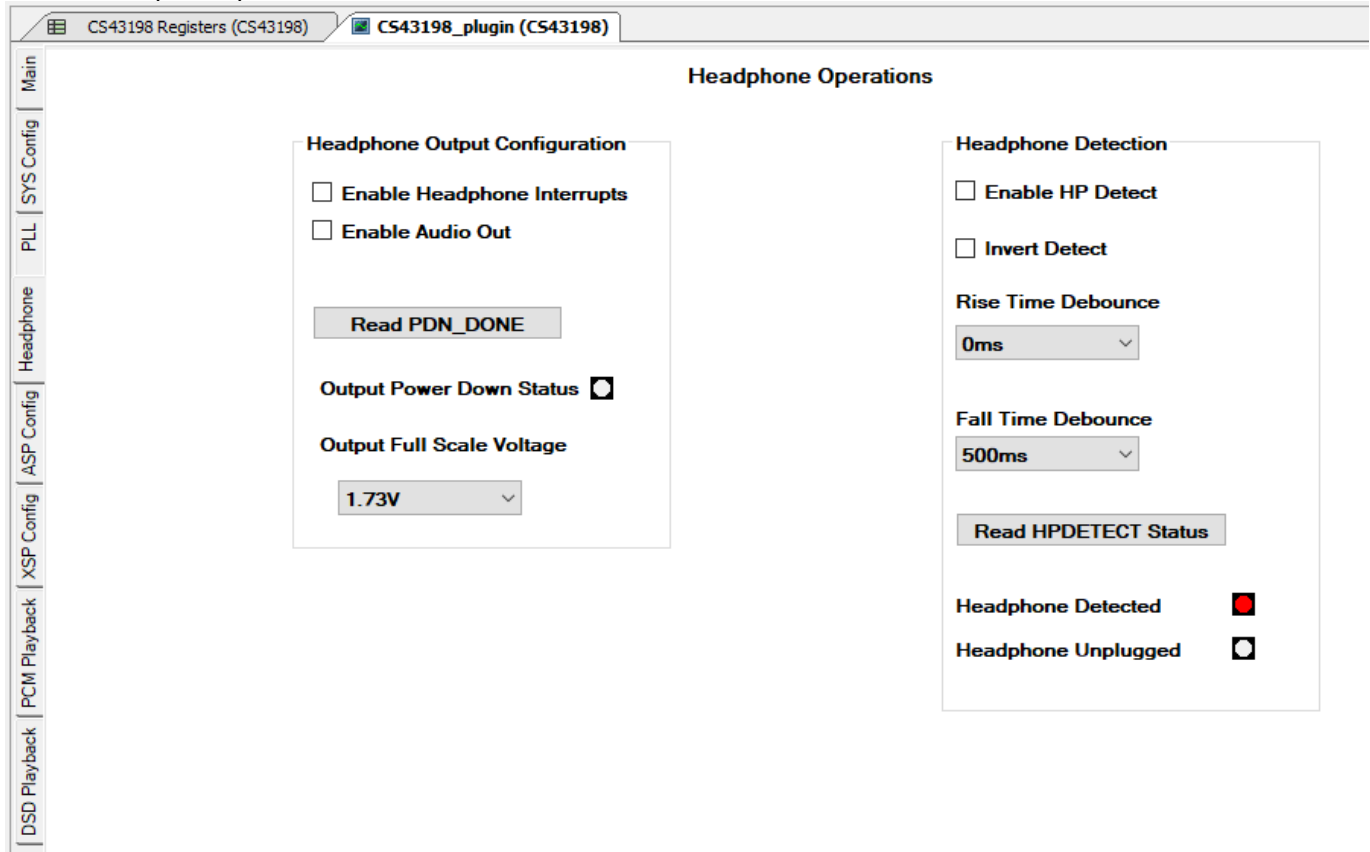 CS43198 Registers (CS43198)
CS43198_plugin (CS43198)
Main
SYS Config
PLL
Headphone
ASP Config
XSP Config
PCM Playback
DSD Playback
Headphone Operations
Headphone Output Configuration
Enable Headphone Interrupts
Enable Audio Out
Read PDN_DONE
Output Power Down Status
Output Full Scale Voltage
1.73V
Headphone Detection
Enable HP Detect
Invert Detect
Rise Time Debounce
0ms
Fall Time Debounce
500ms
Read HPDETECT Status
Headphone Detected
Headphone Unplugged